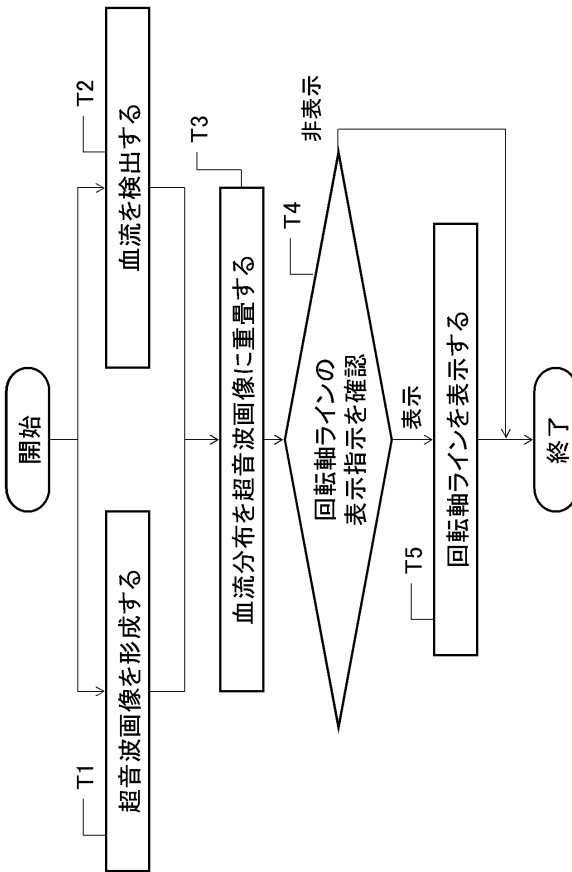 開始
T1
超音波画像を形成する
T2
血流を検出する
T3
血流分布を超音波画像に重畳する
T4
回転軸ラインの
表示指示を確認
非表示
表示
T5
回転軸ラインを表示する
終了